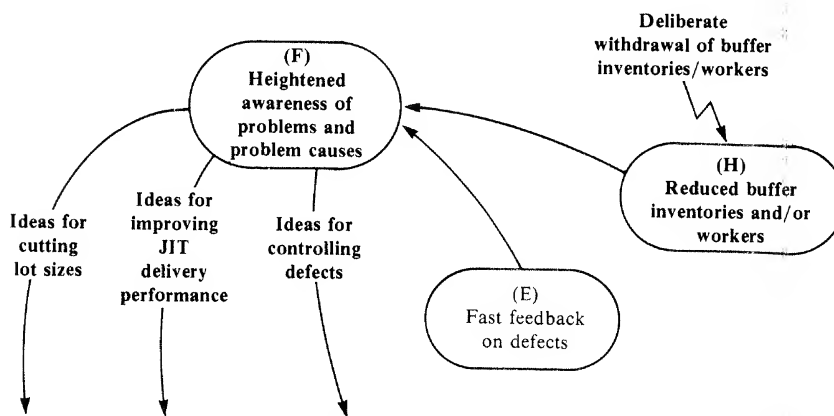 Deliberate
withdrawal of buffer
inventories/workers
(F)
Heightened
awareness of
problems and
problem causes
(H)
Reduced buffer
inventories and/or
workers
Ideas for
cutting
lot sizes
Ideas for
improving
JIT
delivery
performance
Ideas for
controlling
defects
(E)
Fast feedback
on defects